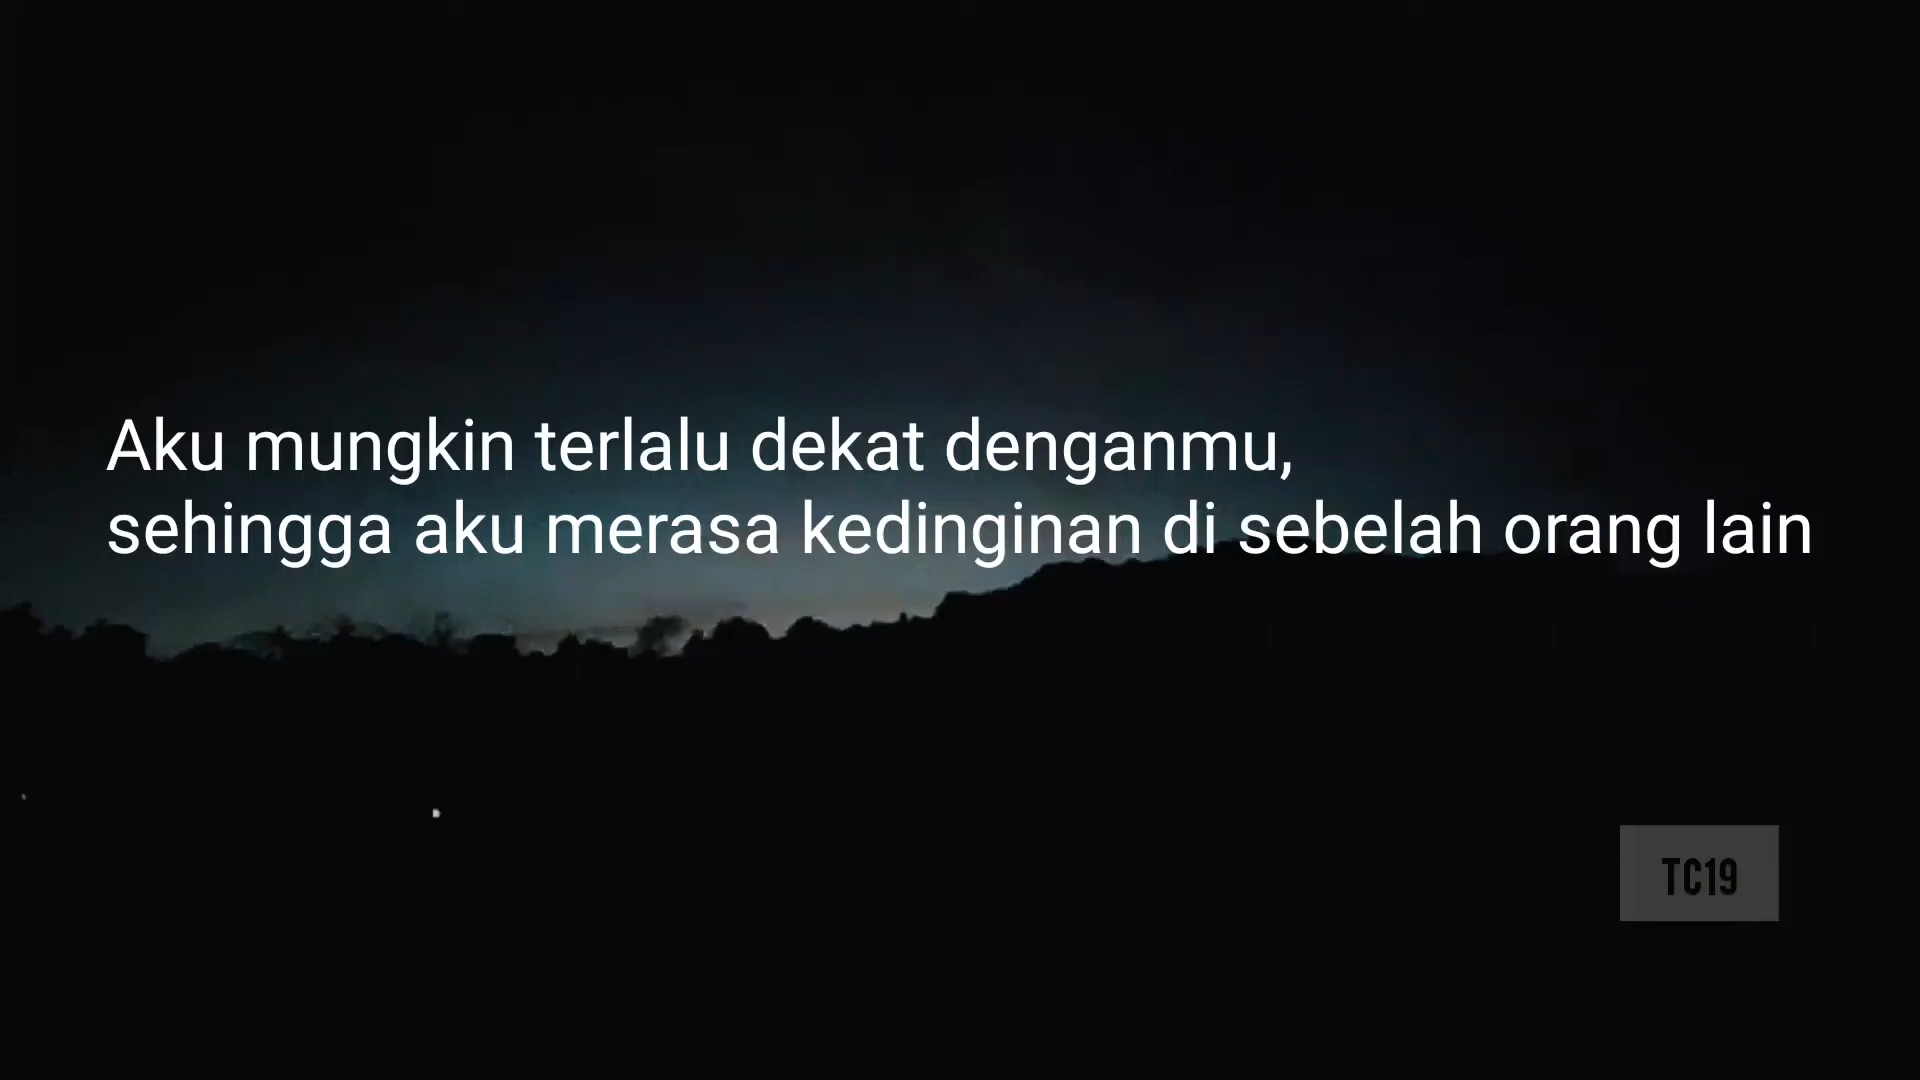 Aku mungkin terlalu dekat denganmu,
sehingga aku merasa kedinginan di sebelah orang lain
TC19